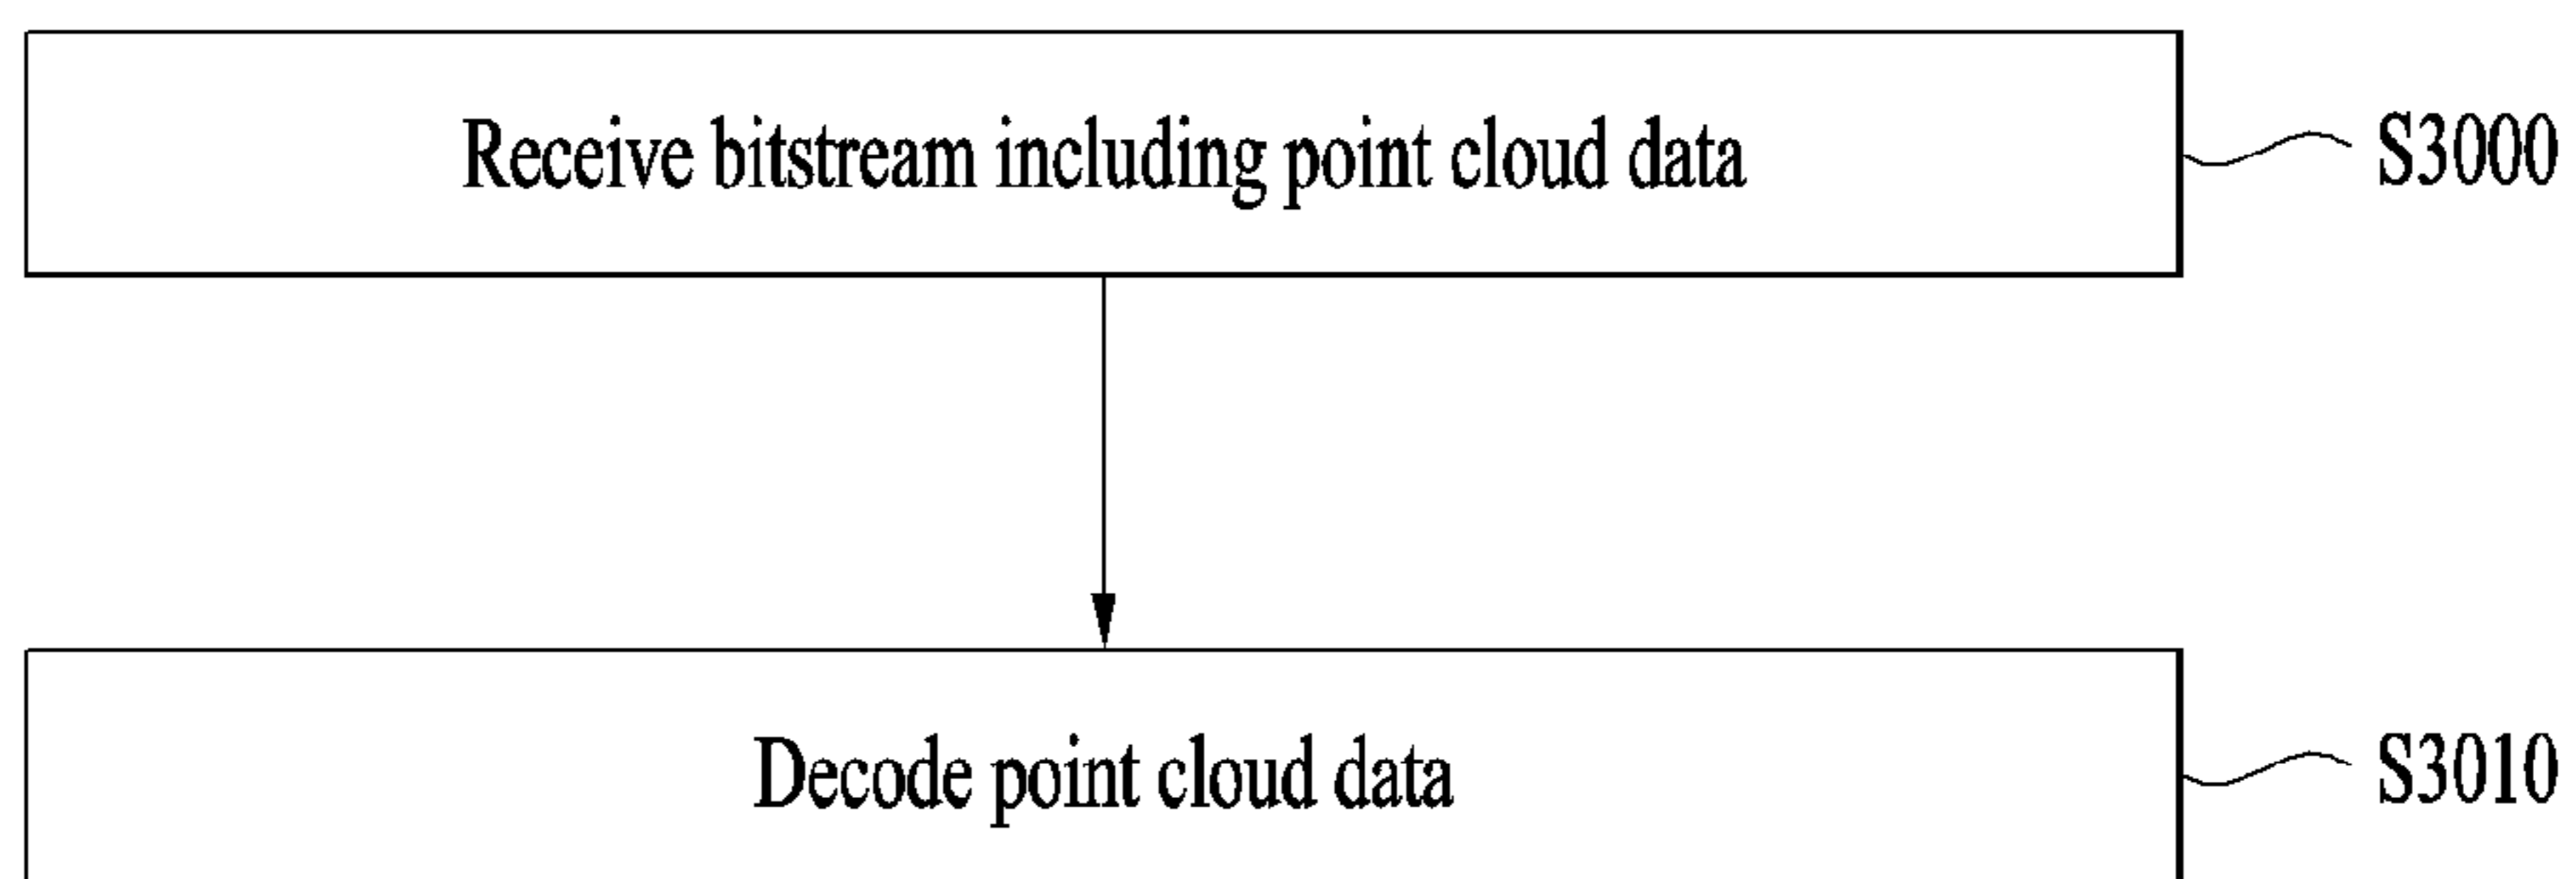 Receive bitstream including point cloud data S3000
Decode point cloud data S3010